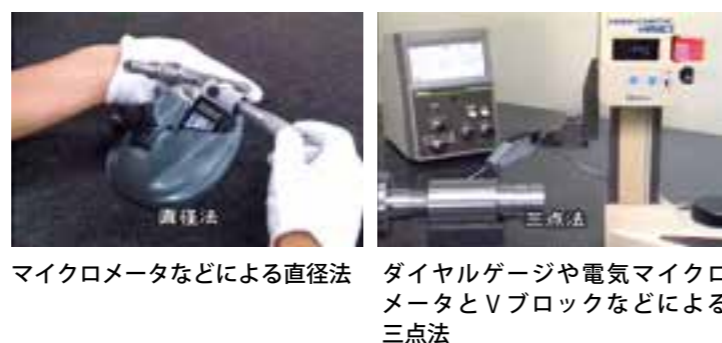 直径法
三点法
マイクロメータなどによる直径法
ダイヤルゲージや電気マイクロ
メータとVブロックなどによる
三点法